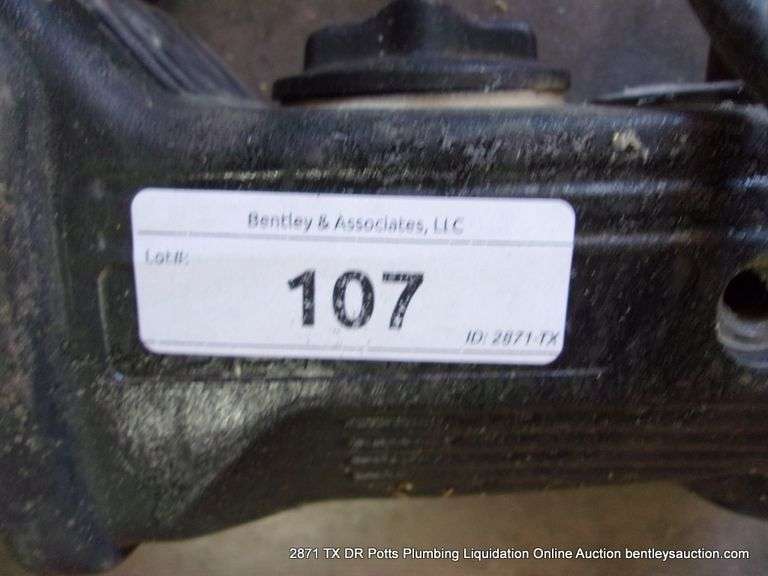 Bentley & Associates, LLC
Lot#:
107
ID: 2871-TX
2871 TX DR Potts Plumbing Liquidation Online Auction bentleysauction.com